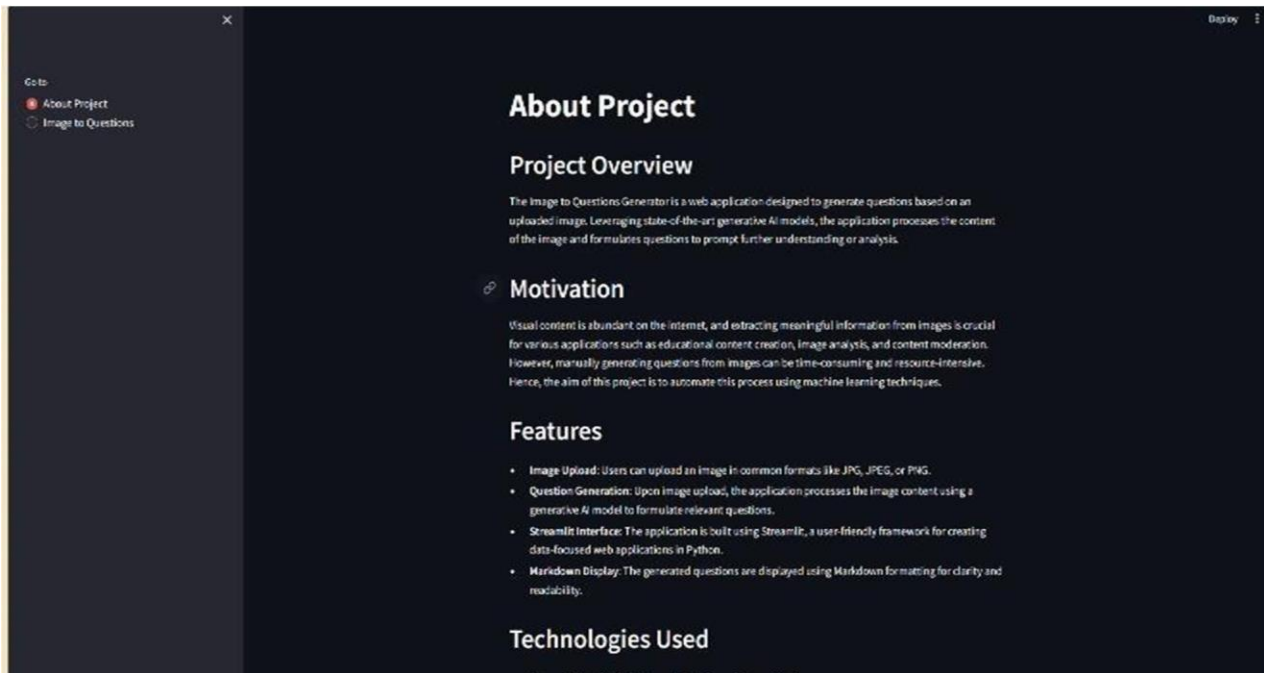 Deploy
Go to
About Project
Image to Questions
About Project
Project Overview
The Image to Questions Generator is a web application designed to generate questions based on an
uploaded image. Leveraging state-of-the-art generative AI models, the application processes the content
of the image and formulates questions to prompt further understanding or analysis.
Motivation
Visual content is abundant on the internet, and extracting meaningful information from images is crucial
for various applications such as educational content creation, image analysis, and content moderation.
However, manually generating questions from images can be time-consuming and resource-intensive.
Hence, the aim of this project is to automate this process using machine learning techniques.
Features
• Image Upload: Users can upload an image in common formats like JPG, JPEG, or PNG.
• Question Generation: Upon image upload, the application processes the image content using a
generative AI model to formulate relevant questions.
• Streamlit Interface: The application is built using Streamlit, a user-friendly framework for creating
data-focused web applications in Python.
• Markdown Display: The generated questions are displayed using Markdown formatting for clarity and
readability.
Technologies Used